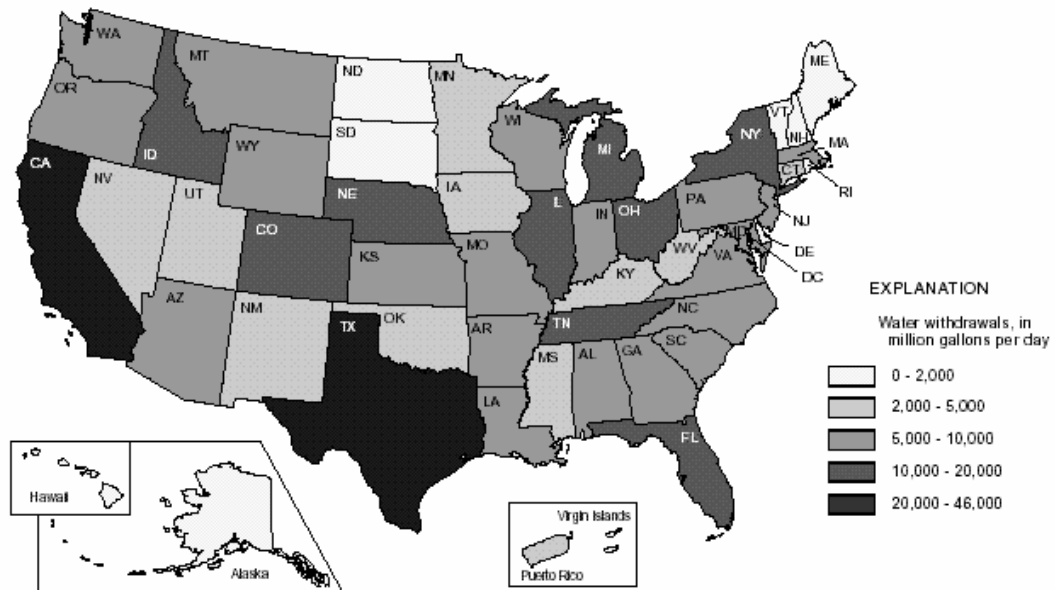 WA
MT
ND
MN
ME
OR
VT
SD
WI
NY
NH
MA
ID
WY
MI
CA
CT
RI
NV
NE
IA
PA
UT
IL
IN
OH
NJ
CO
MD
DE
KS
MO
WV
VA
DC
KY
AZ
NM
OK
TN
NC
TX
AR
SC
MS
AL
GA
LA
FL
EXPLANATION
Water withdrawals, in
million gallons per day
0 - 2,000
2,000 - 5,000
5,000 - 10,000
10,000 - 20,000
20,000 - 46,000
Hawaii
Alaska
Virgin Islands
Puerto Rico